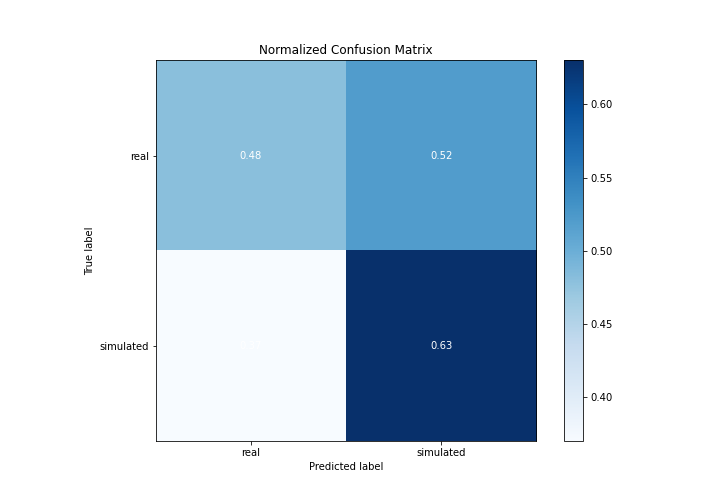 Normalized Confusion Matrix
real
0.48
0.52
simulated
0.63
True label
real
simulated
Predicted label
0.60
0.55
0.50
0.45
0.40